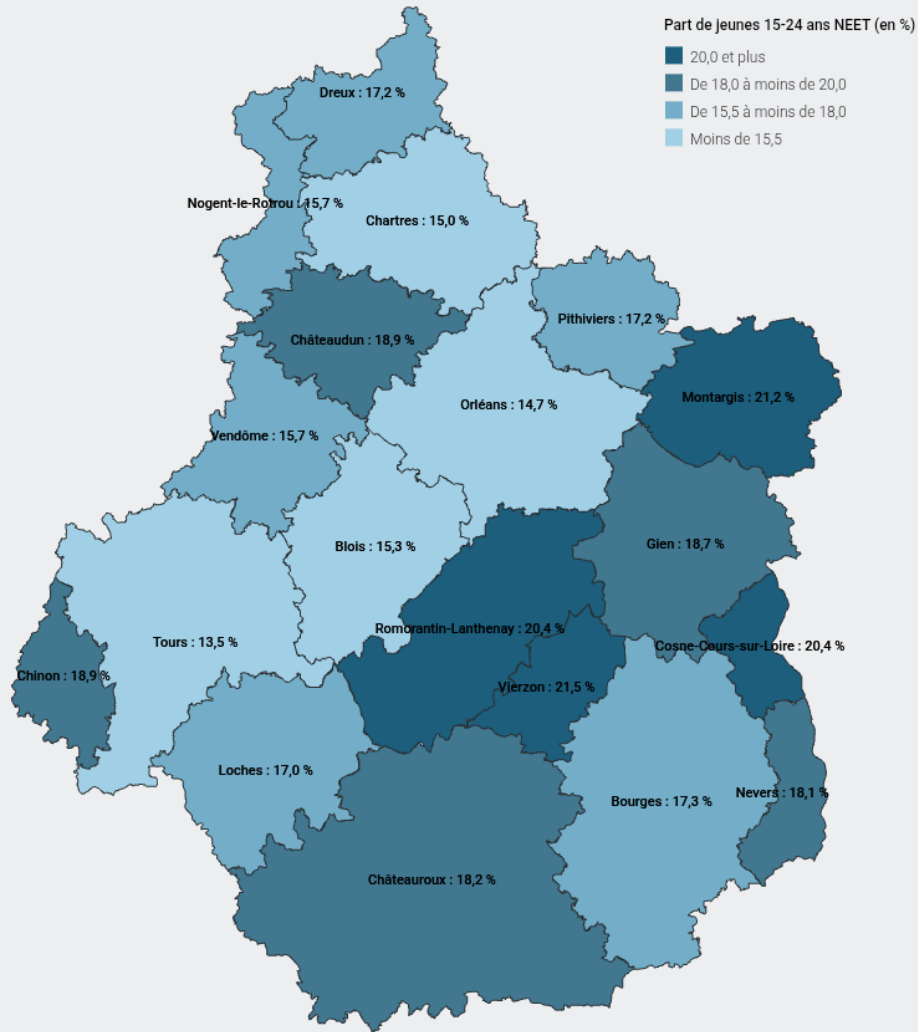 Part de jeunes 15-24 ans NEET (en %)
20,0 et plus
De 18,0 à moins de 20,0
De 15,5 à moins de 18,0
Moins de 15,5
Dreux : 17,2 %
Nogent-le-Rotrou : 15,7 %
Chartres : 15,0 %
Pithiviers : 17,2 %
Châteaudun : 18,9 %
Montargis : 21,2 %
Orléans : 14,7 %
Vendôme : 15,7 %
Gien : 18,7 %
Blois : 15,3 %
Romorantin-Lanthenay : 20,4 %
Tours : 13,5 %
Cosne-Cours-sur-Loire : 20,4 %
Chinon : 18,9 %
Vierzon : 21,5 %
Loches : 17,0 %
Nevers : 18,1 %
Bourges : 17,3 %
Châteauroux : 18,2 %